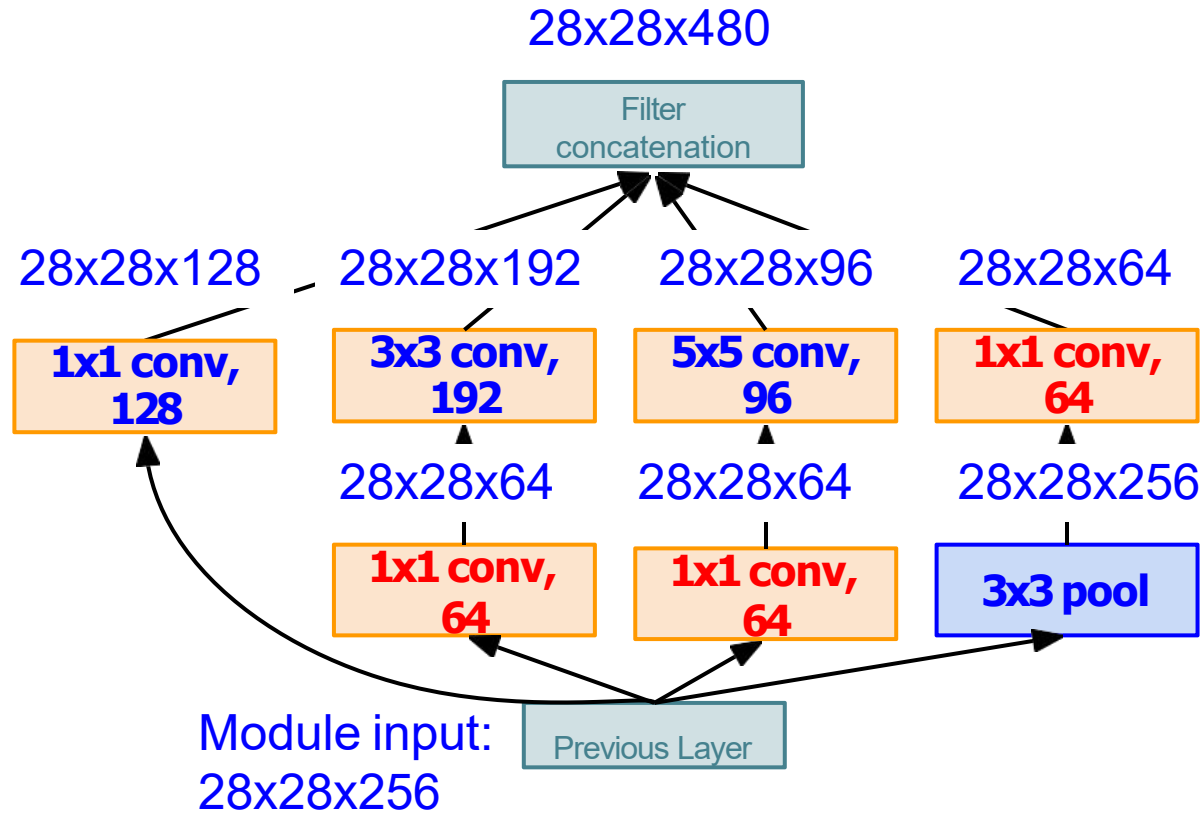 28x28x480
Filter
concatenation
28x28x128
28x28x192
28x28x96
28x28x64
1x1 conv,
128
3x3 conv,
192
5x5 conv,
96
1x1 conv,
64
28x28x64
28x28x64
28x28x256
1x1 conv,
64
1x1 conv,
64
3x3 pool
Module input:
28x28x256
Previous Layer